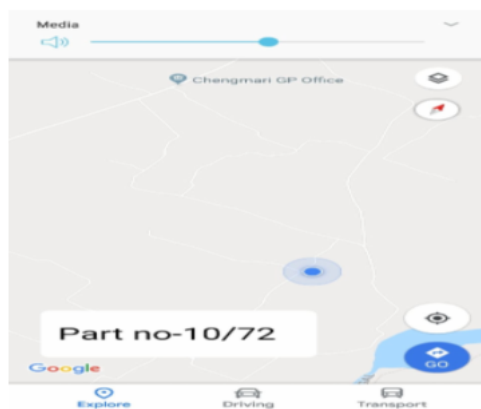 Media
Chengmari GP Office
Part no-10/72
Google
GO
Explore Driving Transport